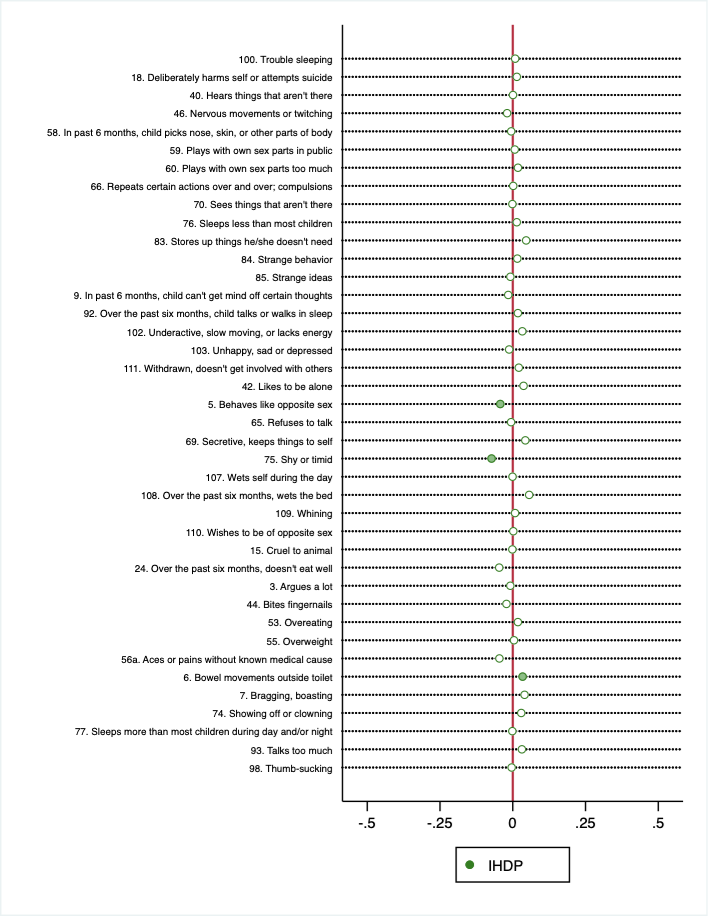 100. Trouble sleeping
18. Deliberately harms self or attempts suicide
40. Hears things that aren't there
46. Nervous movements or twitching
58. In past 6 months, child picks nose, skin, or other parts of body
59. Plays with own sex parts in public
60. Plays with own sex parts too much
66. Repeats certain actions over and over; compulsions
70. Sees things that aren't there
76. Sleeps less than most children
83. Stores up things he/she doesn't need
84. Strange behavior
85. Strange ideas
9. In past 6 months, child can't get mind off certain thoughts
92. Over the past six months, child talks or walks in sleep
102. Underactive, slow moving, or lacks energy
103. Unhappy, sad or depressed
111. Withdrawn, doesn't get involved with others
42. Likes to be alone
5. Behaves like opposite sex
65. Refuses to talk
69. Secretive, keeps things to self
75. Shy or timid
107. Wets self during the day
108. Over the past six months, wets the bed
109. Whining
110. Wishes to be of opposite sex
15. Cruel to animal
24. Over the past six months, doesn't eat well
3. Argues a lot
44. Bites fingernails
53. Overeating
55. Overweight
56a. Aces or pains without known medical cause
6. Bowel movements outside toilet
7. Bragging, boasting
74. Showing off or clowning
77. Sleeps more than most children during day and/or night
93. Talks too much
98. Thumb-sucking
-.5 -.25 0 .25 .5
IHDP